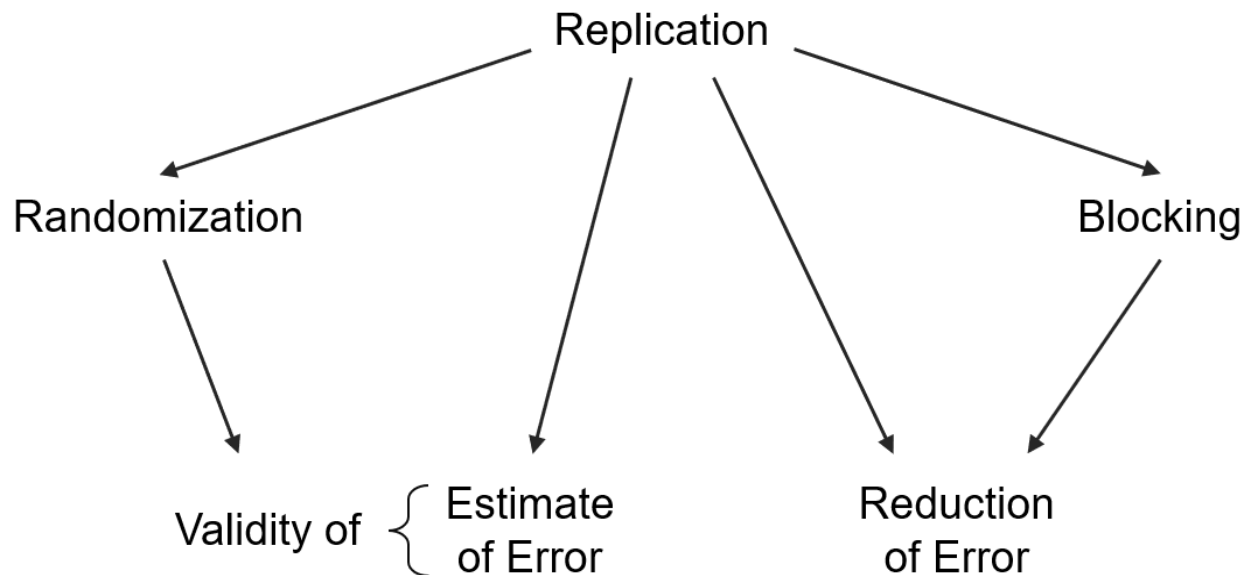 Replication
Randomization
Blocking
Validity of
Estimate
of Error
Reduction
of Error